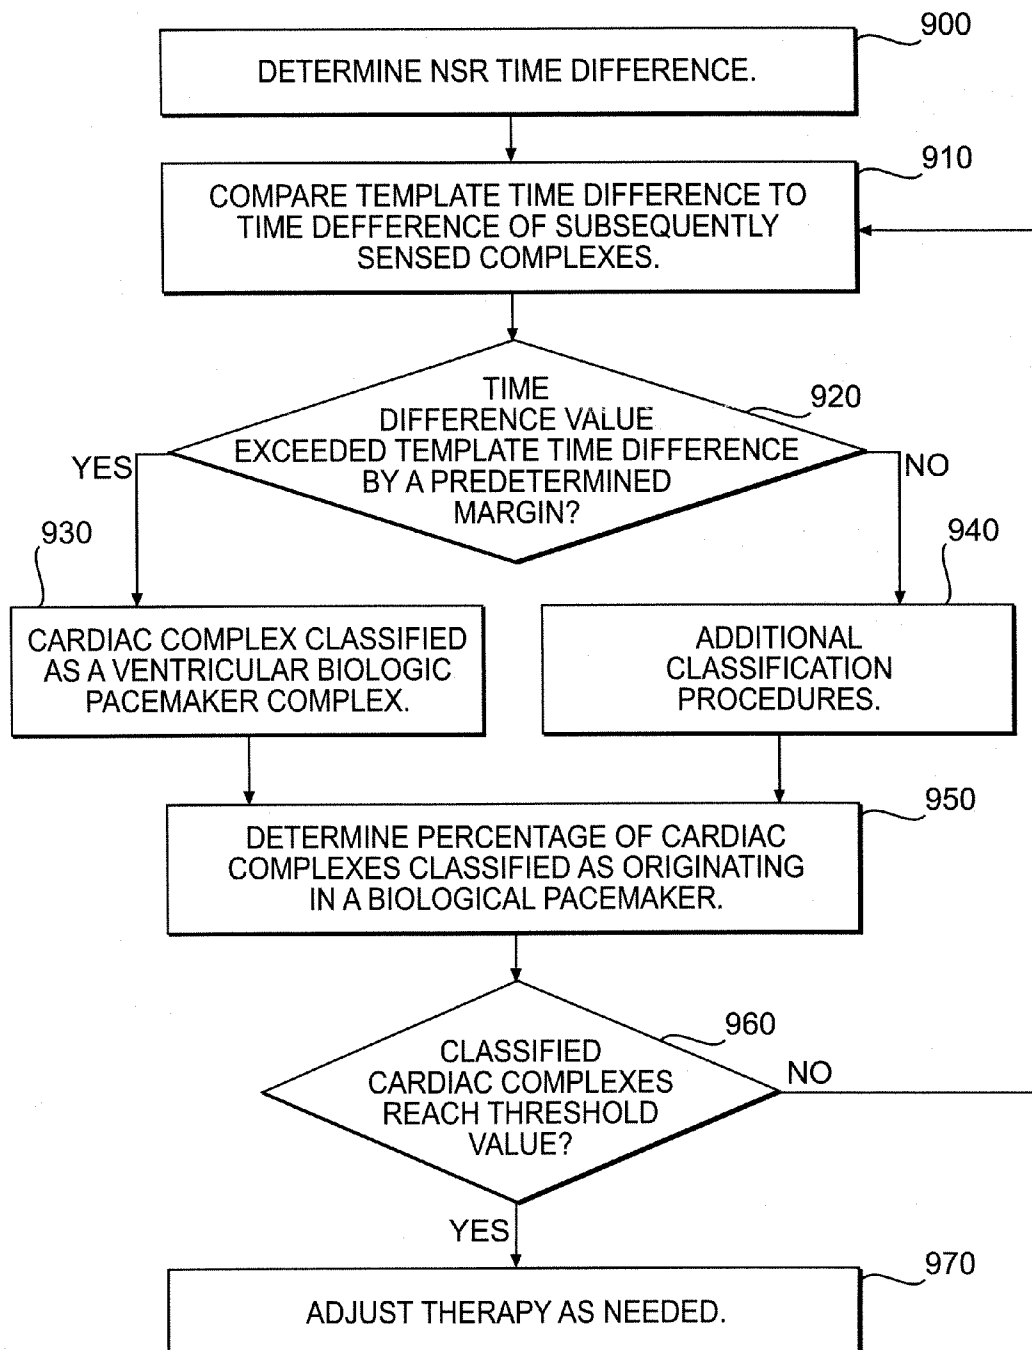 900
DETERMINE NSR TIME DIFFERENCE.
910
COMPARE TEMPLATE TIME DIFFERENCE TO
TIME DEFFERENCE OF SUBSEQUENTLY
SENSED COMPLEXES.
920
TIME
DIFFERENCE VALUE
EXCEEDED TEMPLATE TIME DIFFERENCE
BY A PREDETERMINED
MARGIN?
YES
NO
930
CARDIAC COMPLEX CLASSIFIED
AS A VENTRICULAR BIOLOGIC
PACEMAKER COMPLEX.
940
ADDITIONAL
CLASSIFICATION
PROCEDURES.
950
DETERMINE PERCENTAGE OF CARDIAC
COMPLEXES CLASSIFIED AS ORIGINATING
IN A BIOLOGICAL PACEMAKER.
960
CLASSIFIED
CARDIAC COMPLEXES
REACH THRESHOLD
VALUE?
NO
YES
970
ADJUST THERAPY AS NEEDED.